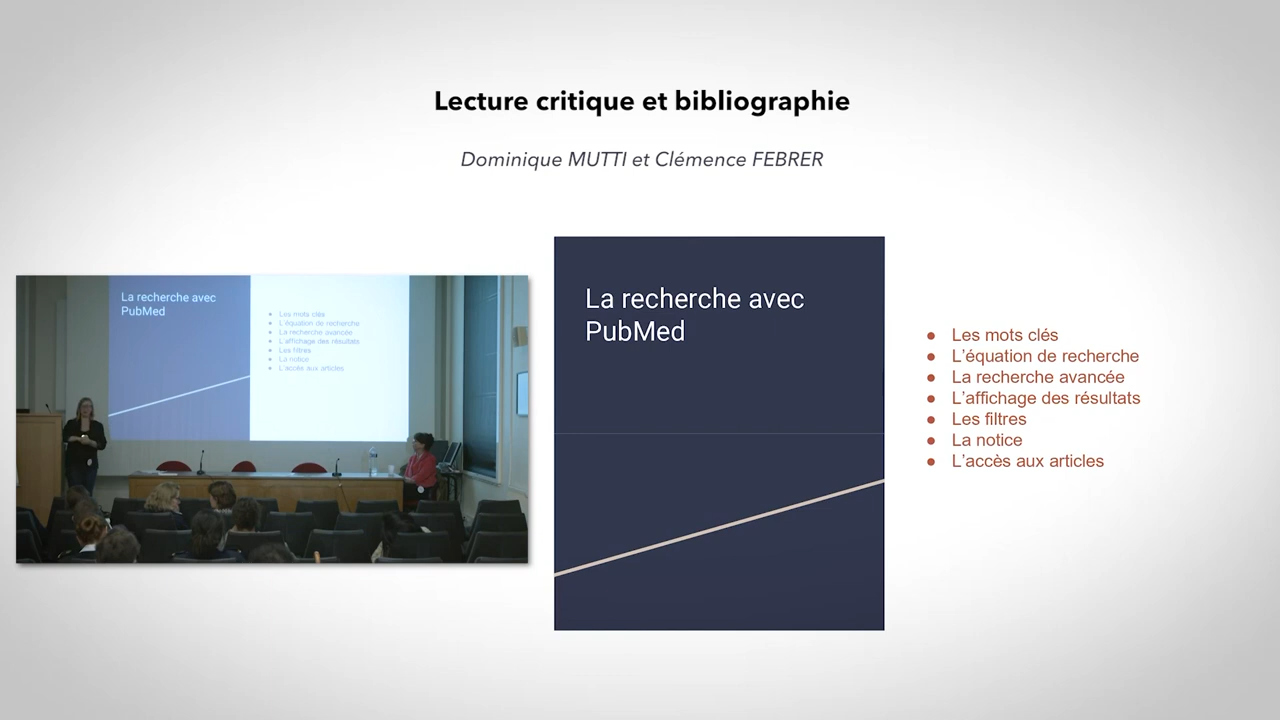 Lecture critique et bibliographie
Dominique MUTTI et Clémence FEBRER
La recherche avec
PubMed
Les mots clés
L'équation de recherche
La recherche avancée
L'affichage des résultats
Les filtres
La notice
L'accès aux articles
La recherche avec
PubMed
● Les mots clés
● L'équation de recherche
● La recherche avancée
● L'affichage des résultats
● Les filtres
● La notice
● L'accès aux articles